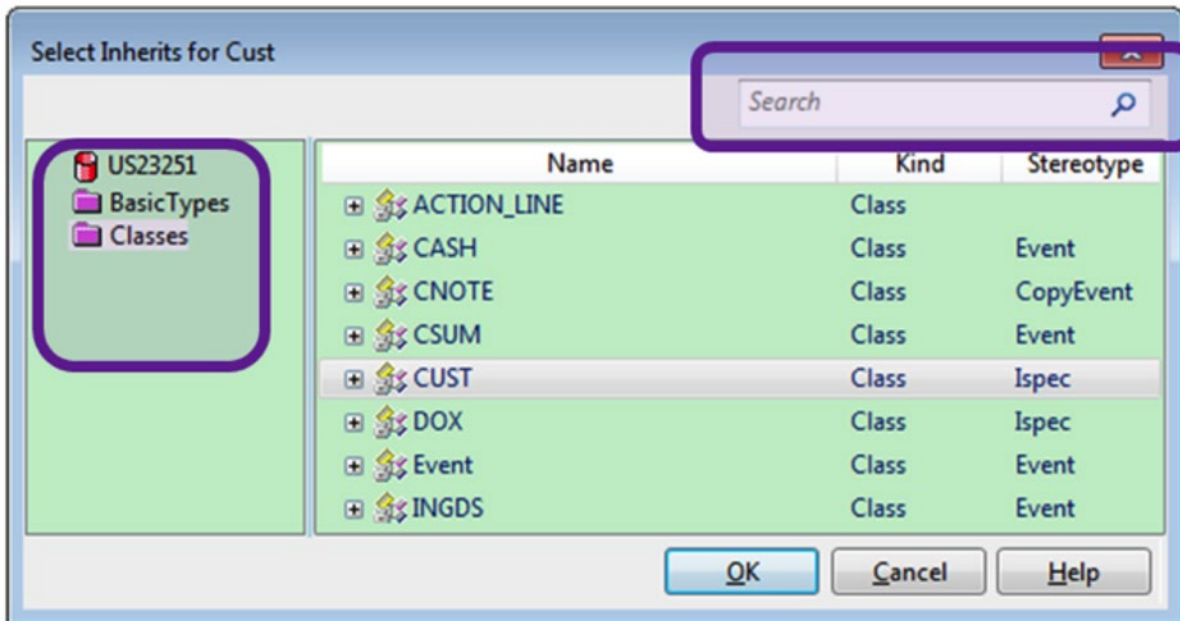 Select Inherits for Cust
Search
US23251
BasicTypes
Classes
Name Kind Stereotype
ACTION_LINE Class
CASH Class Event
CNOTE Class CopyEvent
CSUM Class Event
CUST Class Ispec
DOX Class Ispec
Event Class Event
INGDS Class Event
OK Cancel Help